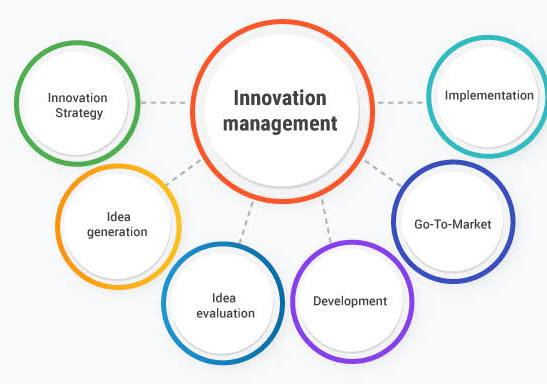 Innovation
management
Innovation
Strategy
Idea
generation
Idea
evaluation
Development
Go-To-Market
Implementation